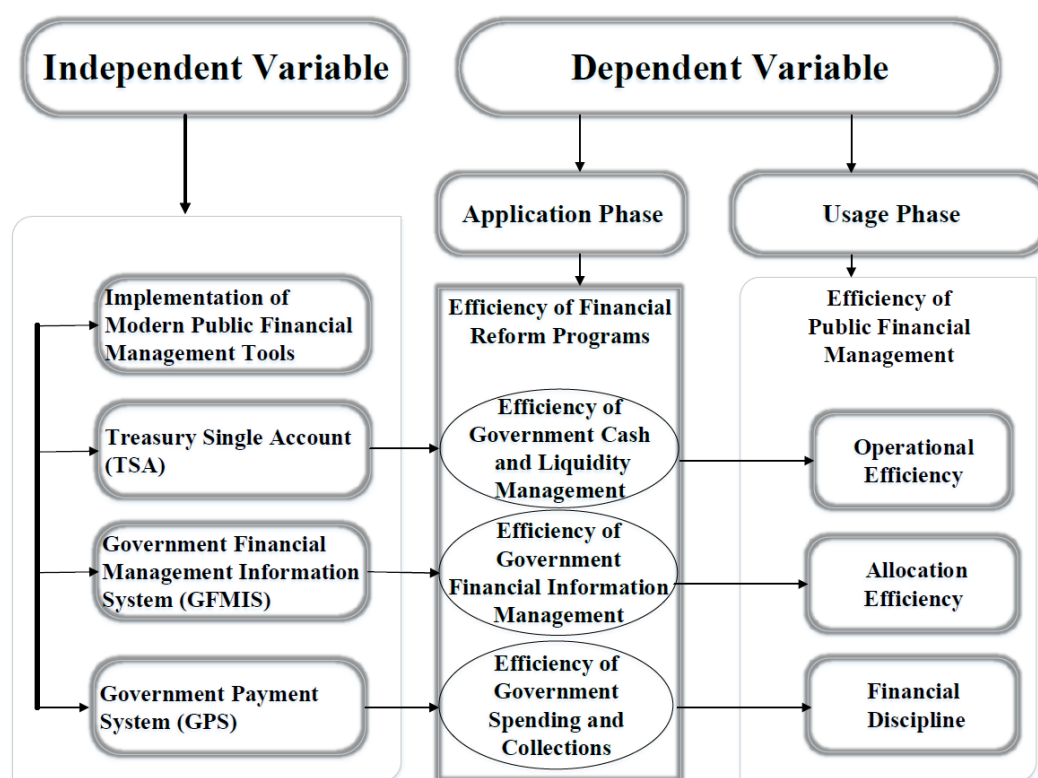 Independent Variable
Dependent Variable
Application Phase
Usage Phase
Implementation of
Modern Public Financial
Management Tools
Efficiency of Financial
Reform Programs
Efficiency of
Public Financial
Management
Treasury Single Account
(TSA)
Efficiency of
Government Cash
and Liquidity
Management
Operational
Efficiency
Government Financial
Management Information
System (GFMIS)
Efficiency of
Government
Financial Information
Management
Allocation
Efficiency
Government Payment
System (GPS)
Efficiency of
Government
Spending and
Collections
Financial
Discipline